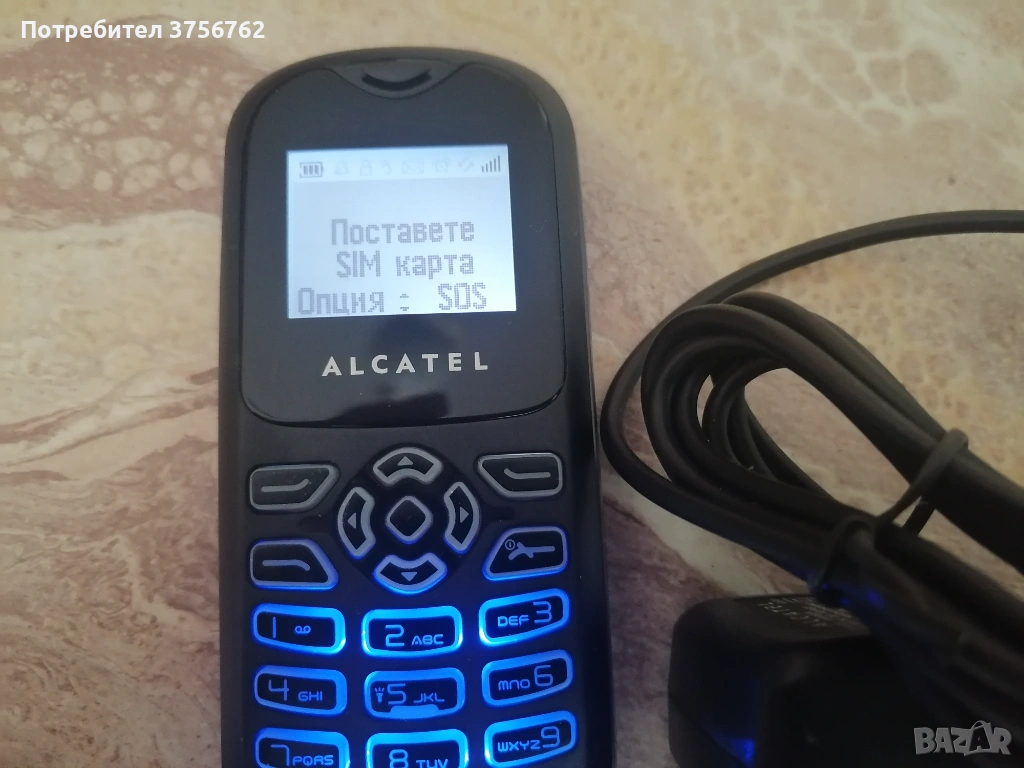 Потребител 3756762
Поставете
SIM карта
Опция SOS
ALCATEL
1
2 ABC
DEF 3
4 GHI
5 JKL
MNO 6
7 PQRS
8 TUV
WXYZ 9
BAZAR